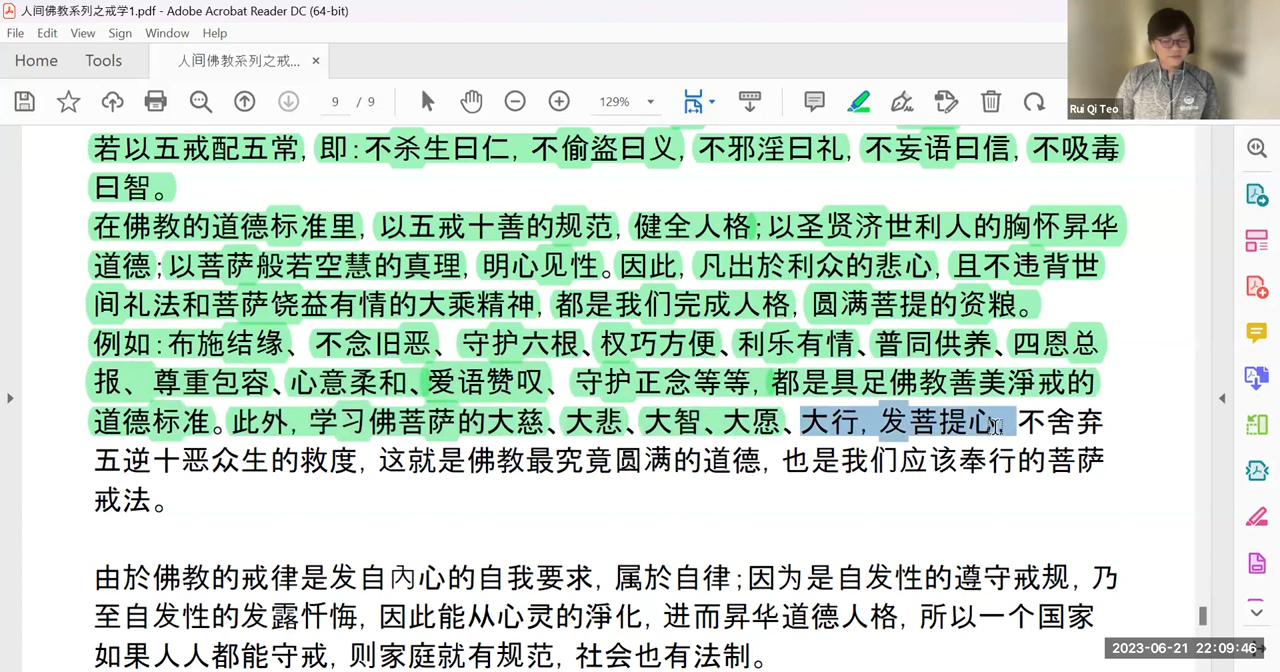 人间佛教系列之戒学1.pdf - Adobe Acrobat Reader DC (64-bit)
File Edit View Sign Window Help
Home Tools 人间佛教系列之戒... ×
9 / 9 129%
Rui Qi Teo
若以五戒配五常, 即: 不杀生曰仁, 不偷盗曰义, 不邪淫曰礼, 不妄语曰信, 不吸毒
曰智。
在佛教的道德标准里, 以五戒十善的规范, 健全人格; 以圣贤济世利人的胸怀昇华
道德; 以菩萨般若空慧的真理, 明心见性。因此, 凡出於利众的悲心, 且不违背世
间礼法和菩萨饶益有情的大乘精神, 都是我们完成人格, 圆满菩提的资粮。
例如: 布施结缘、不念旧恶、守护六根、权巧方便、利乐有情、普同供养、四恩总
报、尊重包容、心意柔和、爱语赞叹、守护正念等等, 都是具足佛教善美淨戒的
道德标准。此外, 学习佛菩萨的大慈、大悲、大智、大愿、大行, 发菩提心, 不舍弃
五逆十恶众生的救度, 这就是佛教最究竟圆满的道德, 也是我们应该奉行的菩萨
戒法。
由於佛教的戒律是发自內心的自我要求, 属於自律; 因为是自发性的遵守戒规, 乃
至自发性的发露忏悔, 因此能从心灵的淨化, 进而昇华道德人格, 所以一个国家
如果人人都能守戒, 则家庭就有规范, 社会也有法制。
2023-06-21 22:09:46